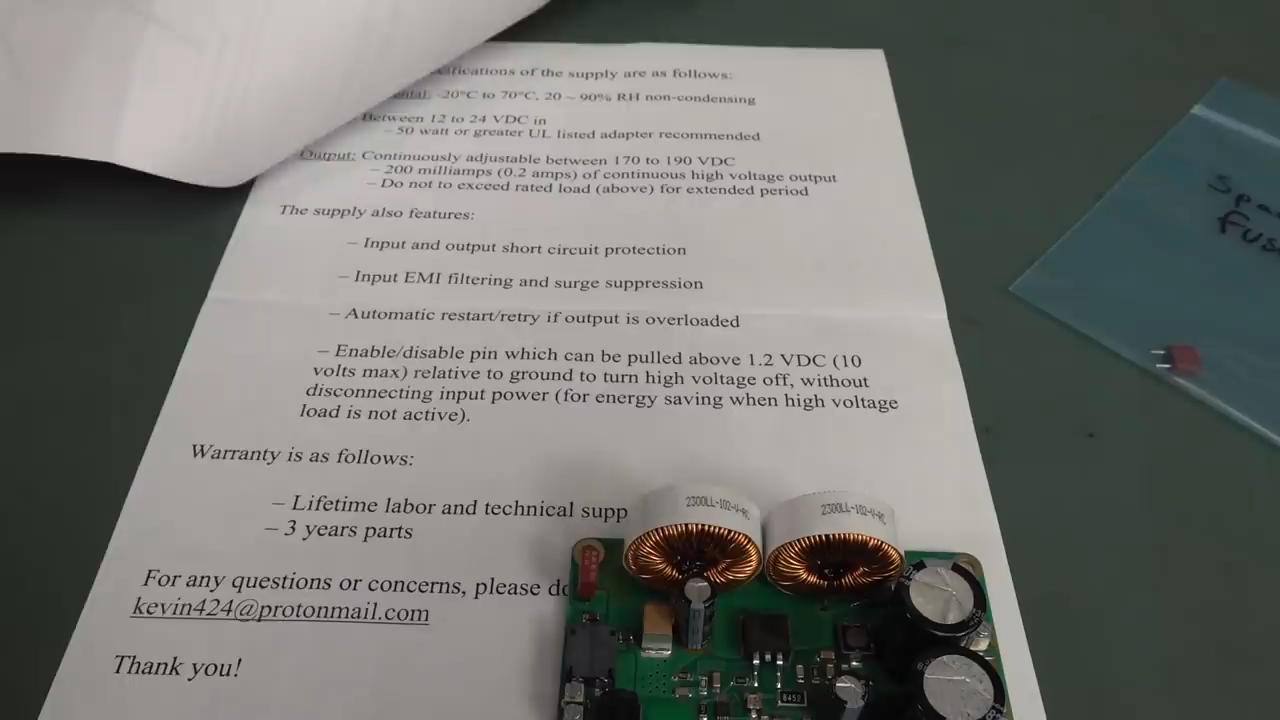 of the supply are as follows:
-20°C to 70°C, 20 ~ 90% RH non-condensing
Between 12 to 24 VDC in
– 50 watt or greater UL listed adapter recommended
Output: Continuously adjustable between 170 to 190 VDC
– 200 milliamps (0.2 amps) of continuous high voltage output
– Do not to exceed rated load (above) for extended period
The supply also features:
– Input and output short circuit protection
– Input EMI filtering and surge suppression
– Automatic restart/retry if output is overloaded
– Enable/disable pin which can be pulled above 1.2 VDC (10
volts max) relative to ground to turn high voltage off, without
disconnecting input power (for energy saving when high voltage
load is not active).
Warranty is as follows:
– Lifetime labor and technical supp
– 3 years parts
For any questions or concerns, please do
kevin424@protonmail.com
Thank you!
2300LL-102-V-RC
2300LL-102-V-RC
Spa
Fus